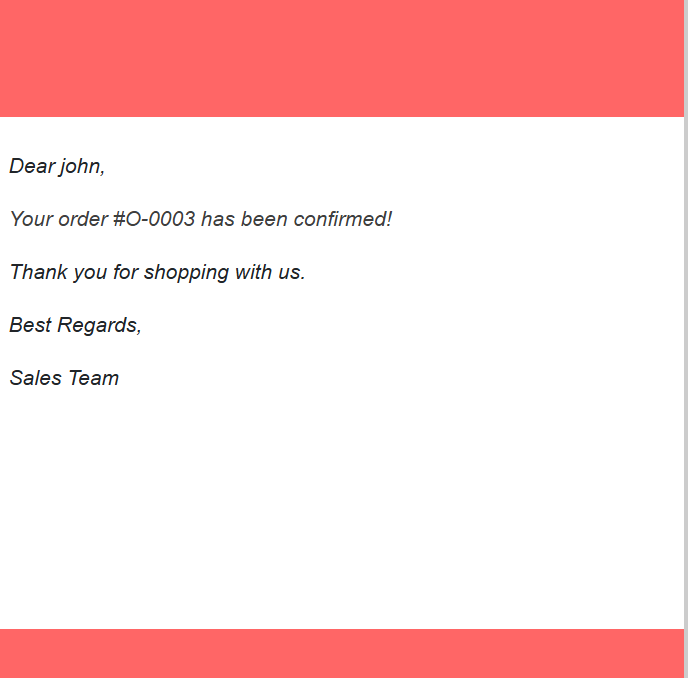 Dear john,
Your order #O-0003 has been confirmed!
Thank you for shopping with us.
Best Regards,
Sales Team